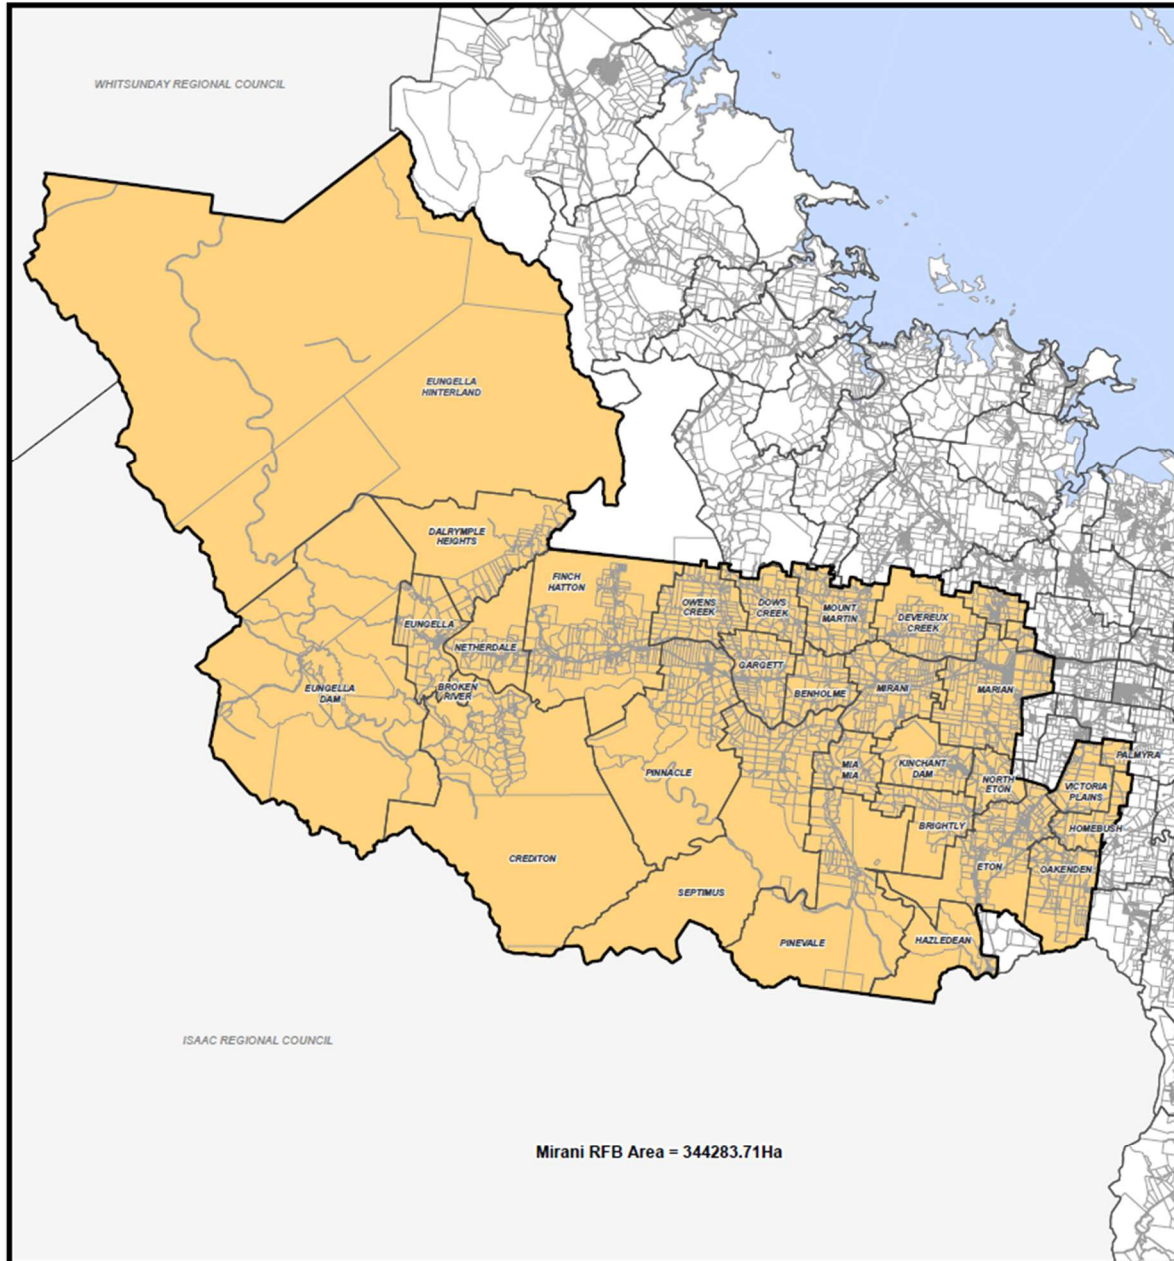 WHITSUNDAY REGIONAL COUNCIL
EUNGELLA
HINTERLAND
DALRYMPLE
HEIGHTS
FINCH
HATTON
OWENS
CREEK
DOWS
CREEK
MOUNT
MARTIN
DEVEREUX
CREEK
EUNGELLA
NETHERDALE
GARGETT
EUNGELLA
DAM
BROKEN
RIVER
BENHOLME
MIRANI
MARIAN
PINNACLE
MIA
MIA
KINCHANT
DAM
NORTH
ETON
PALMYRA
VICTORIA
PLAINS
BRIGHTLY
HOMEBUSH
CREDITON
ETON
OAKENDEN
SEPTIMUS
PINEVALE
HAZLEDEAN
ISAAC REGIONAL COUNCIL
Mirani RFB Area = 344283.71Ha